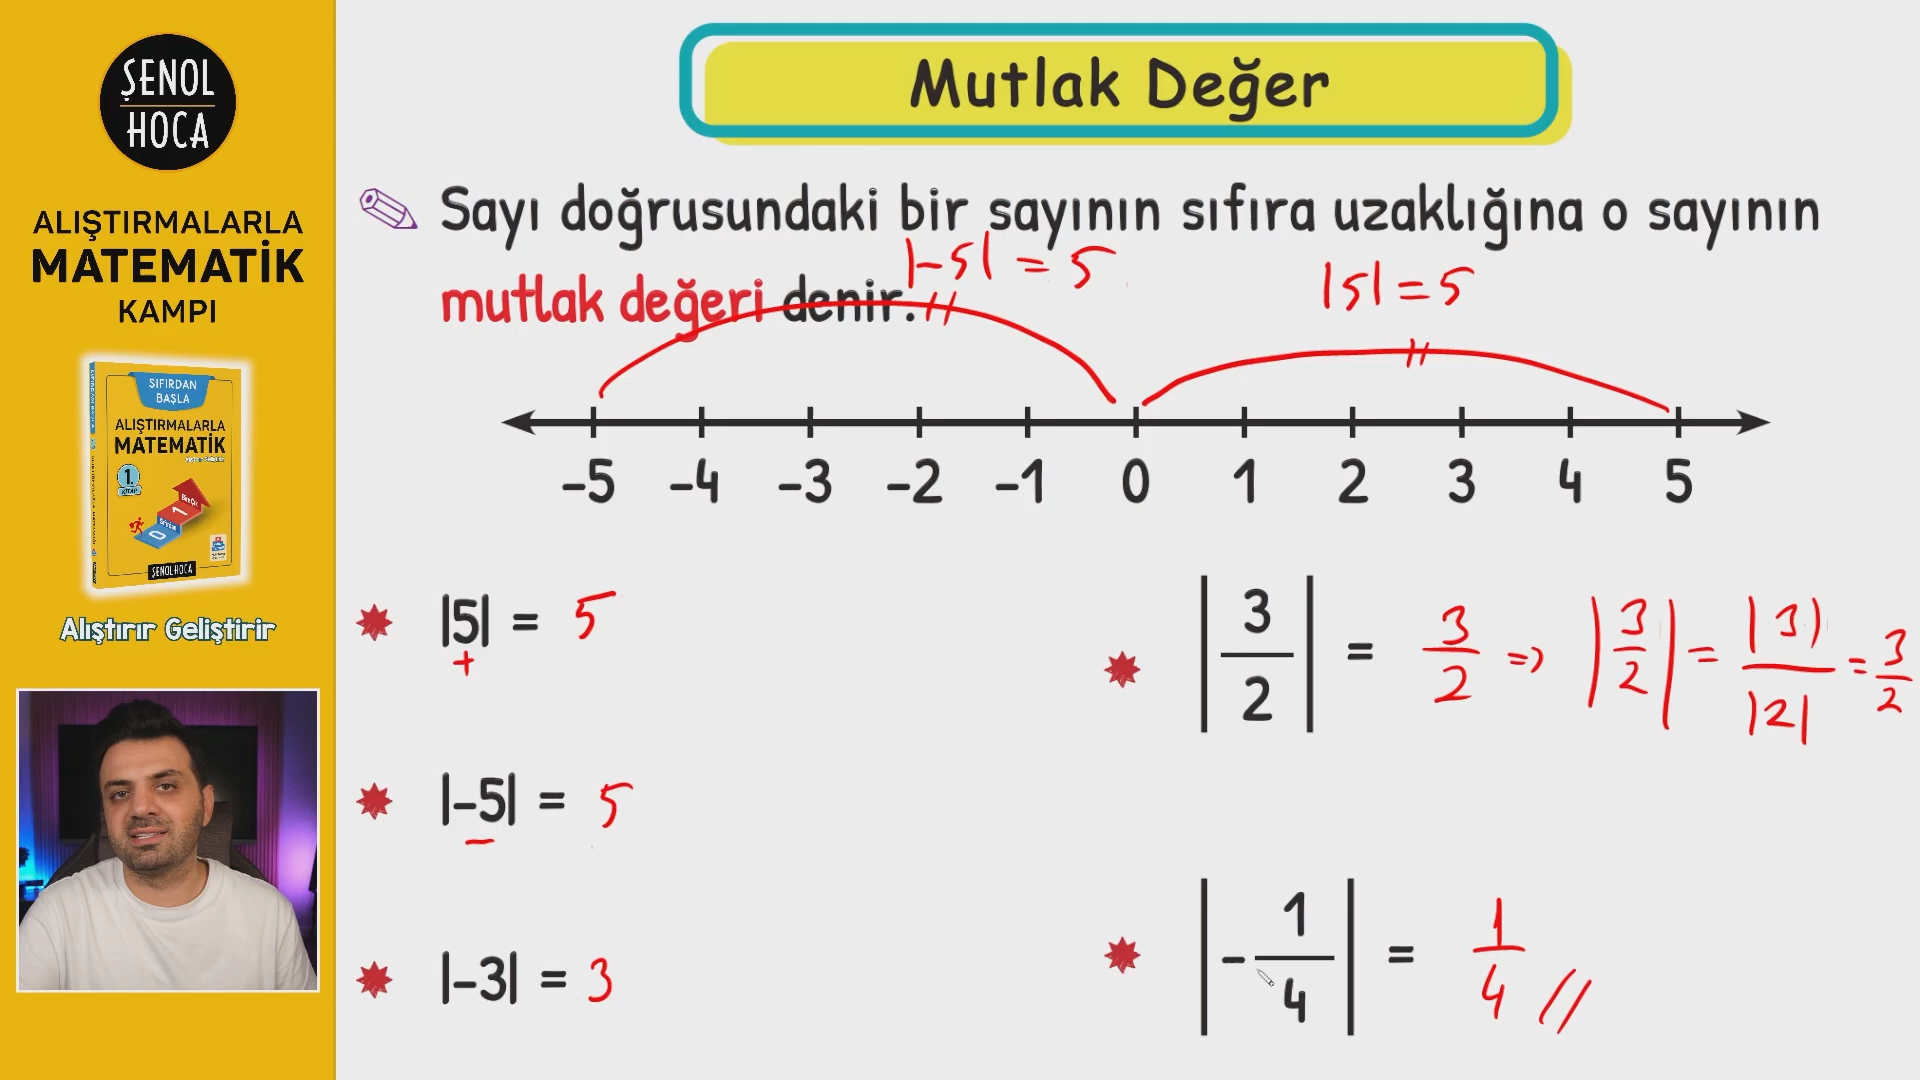 ŞENOL
HOCA
ALIŞTIRMALARLA
MATEMATİK
KAMPI
SIFIRDAN
BAŞLA
ALIŞTIRMALARLA
MATEMATİK
1.
ŞENOL HOCA
Alıştırır Geliştirir
Mutlak Değer
Sayı doğrusundaki bir sayının sıfıra uzaklığına o sayının
mutlak değeri denir.
|-5| = 5
|5| = 5
-5 -4 -3 -2 -1 0 1 2 3 4 5
|5| = 5
+
|-5| = 5
-
|-3| = 3
|3/2| = 3/2 => |3/2| = |3|/|2| = 3/2
|-1/4| = 1/4 //